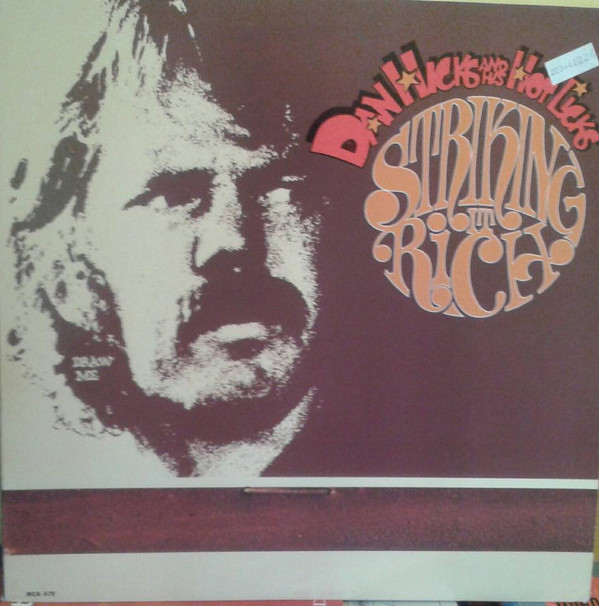 DAN HICKS AND HIS HOT LICKS
STRIKING
IT
RICH!
DRAW
ME